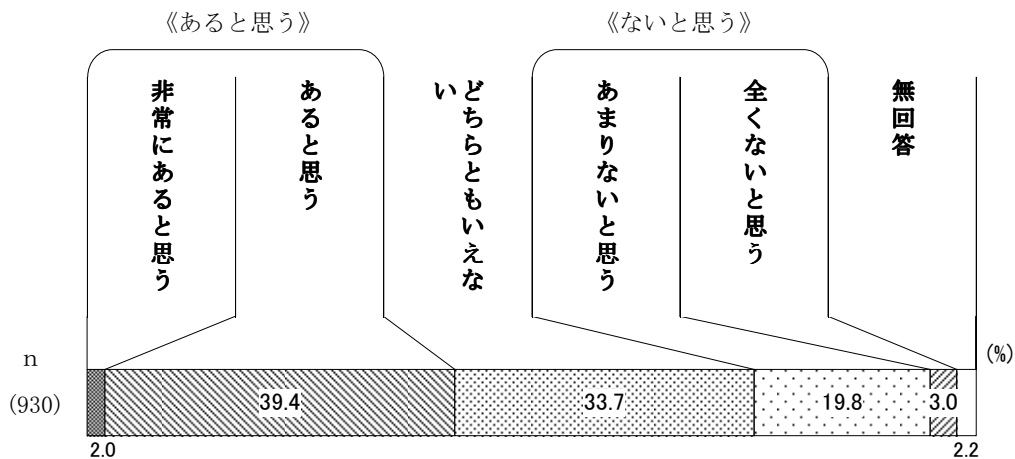 《あると思う》
《ないと思う》
非常にあると思う
あると思う
どちらともいえな
い
あまりないと思う
全くないと思う
無回答
n
(%)
(930)
39.4
33.7
19.8
3.0
2.0
2.2